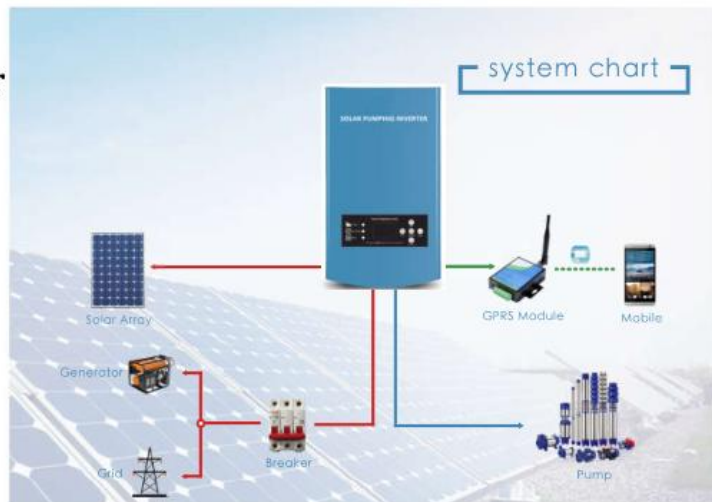 system chart
SOLAR PUMPING INVERTER
Solar Array
GPRS Module
Mobile
Generator
Breaker
Grid
Pump